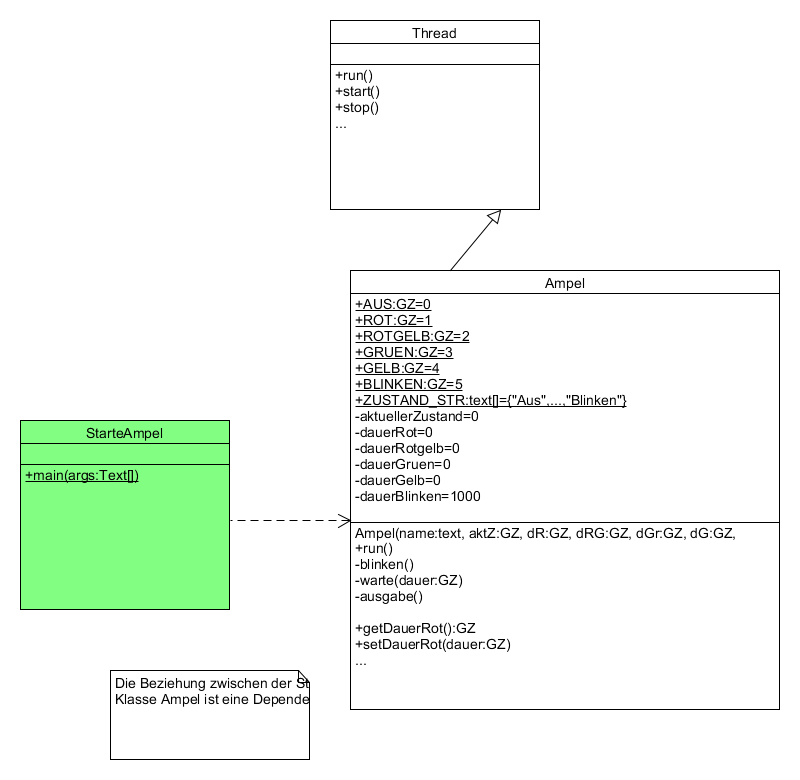 Thread
+run()
+start()
+stop()
...
Ampel
+AUS:GZ=0
+ROT:GZ=1
+ROTGELB:GZ=2
+GRUEN:GZ=3
+GELB:GZ=4
+BLINKEN:GZ=5
+ZUSTAND_STR:text[]={"Aus",...,"Blinken"}
-aktuellerZustand=0
-dauerRot=0
-dauerRotgelb=0
-dauerGruen=0
-dauerGelb=0
-dauerBlinken=1000
Ampel(name:text, aktZ:GZ, dR:GZ, dRG:GZ, dGr:GZ, dG:GZ,
+run()
-blinken()
-warte(dauer:GZ)
-ausgabe()
+getDauerRot():GZ
+setDauerRot(dauer:GZ)
...
StarteAmpel
+main(args:Text[])
Die Beziehung zwischen der St
Klasse Ampel ist eine Depende